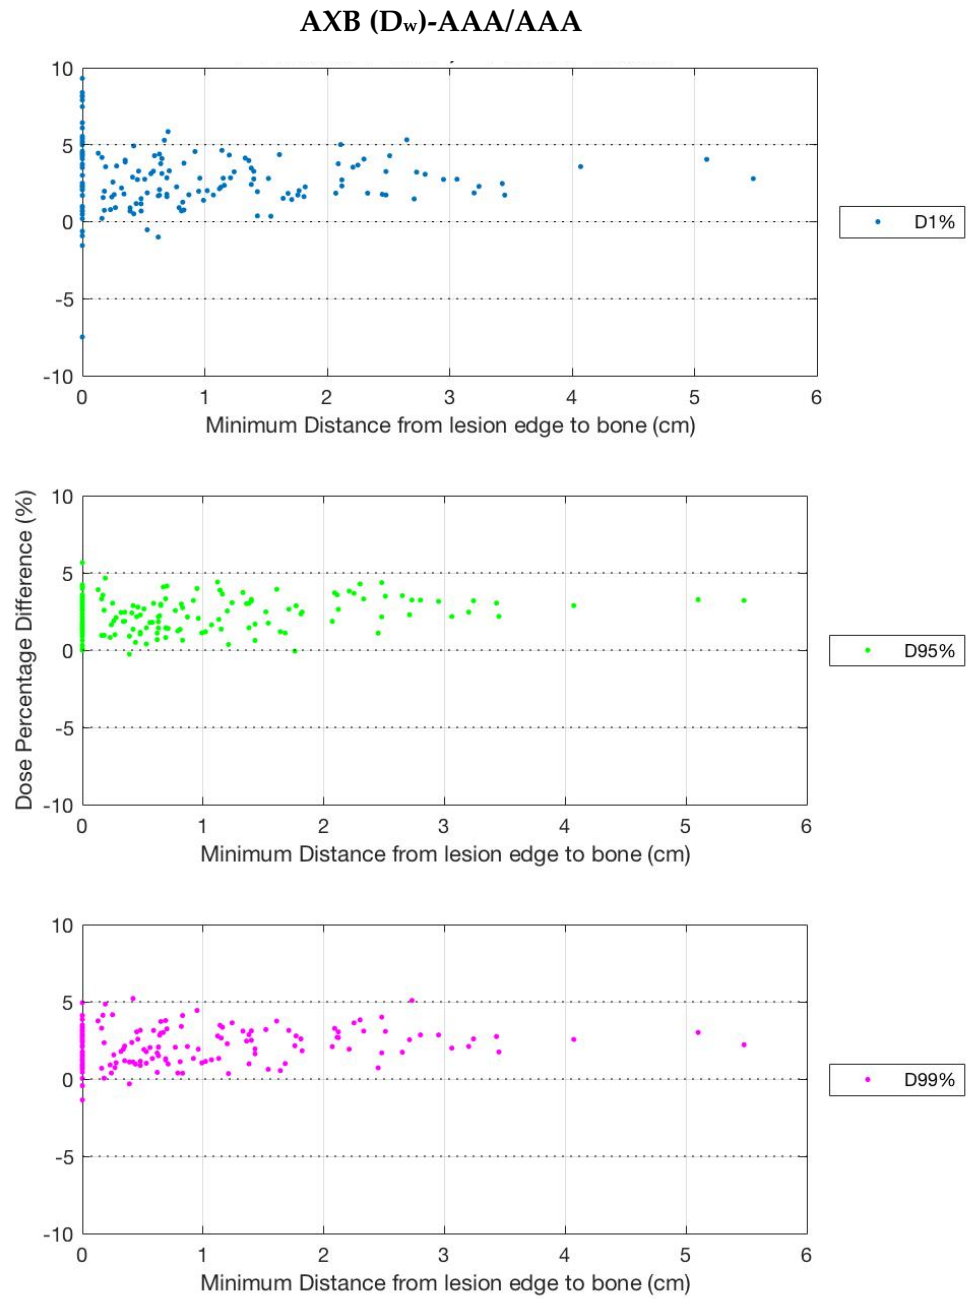 AXB (Dw)-AAA/AAA
10
5
0
-5
-10
0 1 2 3 4 5 6
Minimum Distance from lesion edge to bone (cm)
D1%
Dose Percentage Difference (%)
10
5
0
-5
-10
0 1 2 3 4 5 6
Minimum Distance from lesion edge to bone (cm)
D95%
10
5
0
-5
-10
0 1 2 3 4 5 6
Minimum Distance from lesion edge to bone (cm)
D99%